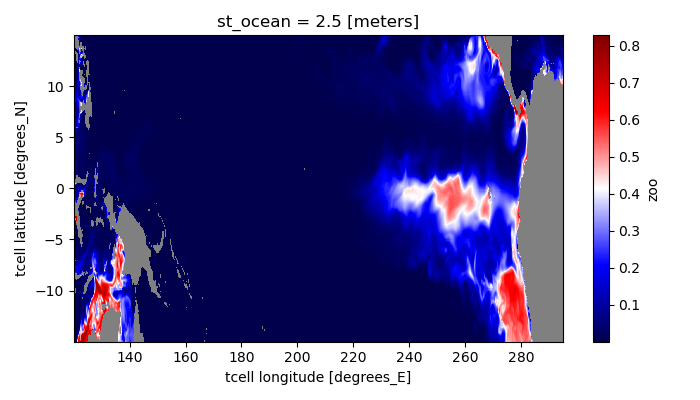 st_ocean = 2.5 [meters]
10
5
0
−5
−10
tcell latitude [degrees_N]
140 160 180 200 220 240 260 280
tcell longitude [degrees_E]
0.8
0.7
0.6
0.5
0.4
0.3
0.2
0.1
zoo